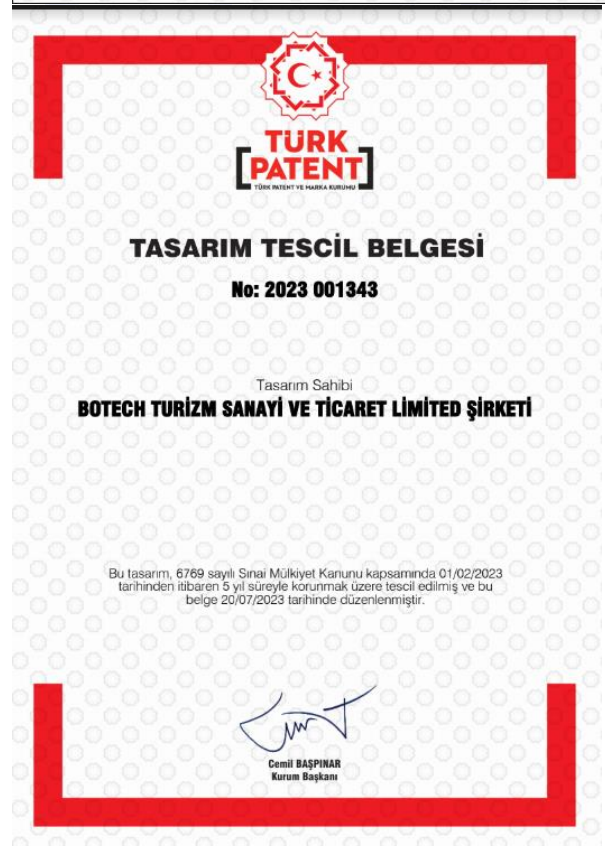 TÜRK
PATENT
TÜRK PATENT VE MARKA KURUMU
TASARIM TESCİL BELGESİ
No: 2023 001343
Tasarım Sahibi
BOTECH TURİZM SANAYİ VE TİCARET LİMİTED ŞİRKETİ
Bu tasarım, 6769 sayılı Sınai Mülkiyet Kanunu kapsamında 01/02/2023
tarihinden itibaren 5 yıl süreyle korunmak üzere tescil edilmiş ve bu
belge 20/07/2023 tarihinde düzenlenmiştir.
Cemil BAŞPINAR
Kurum Başkanı